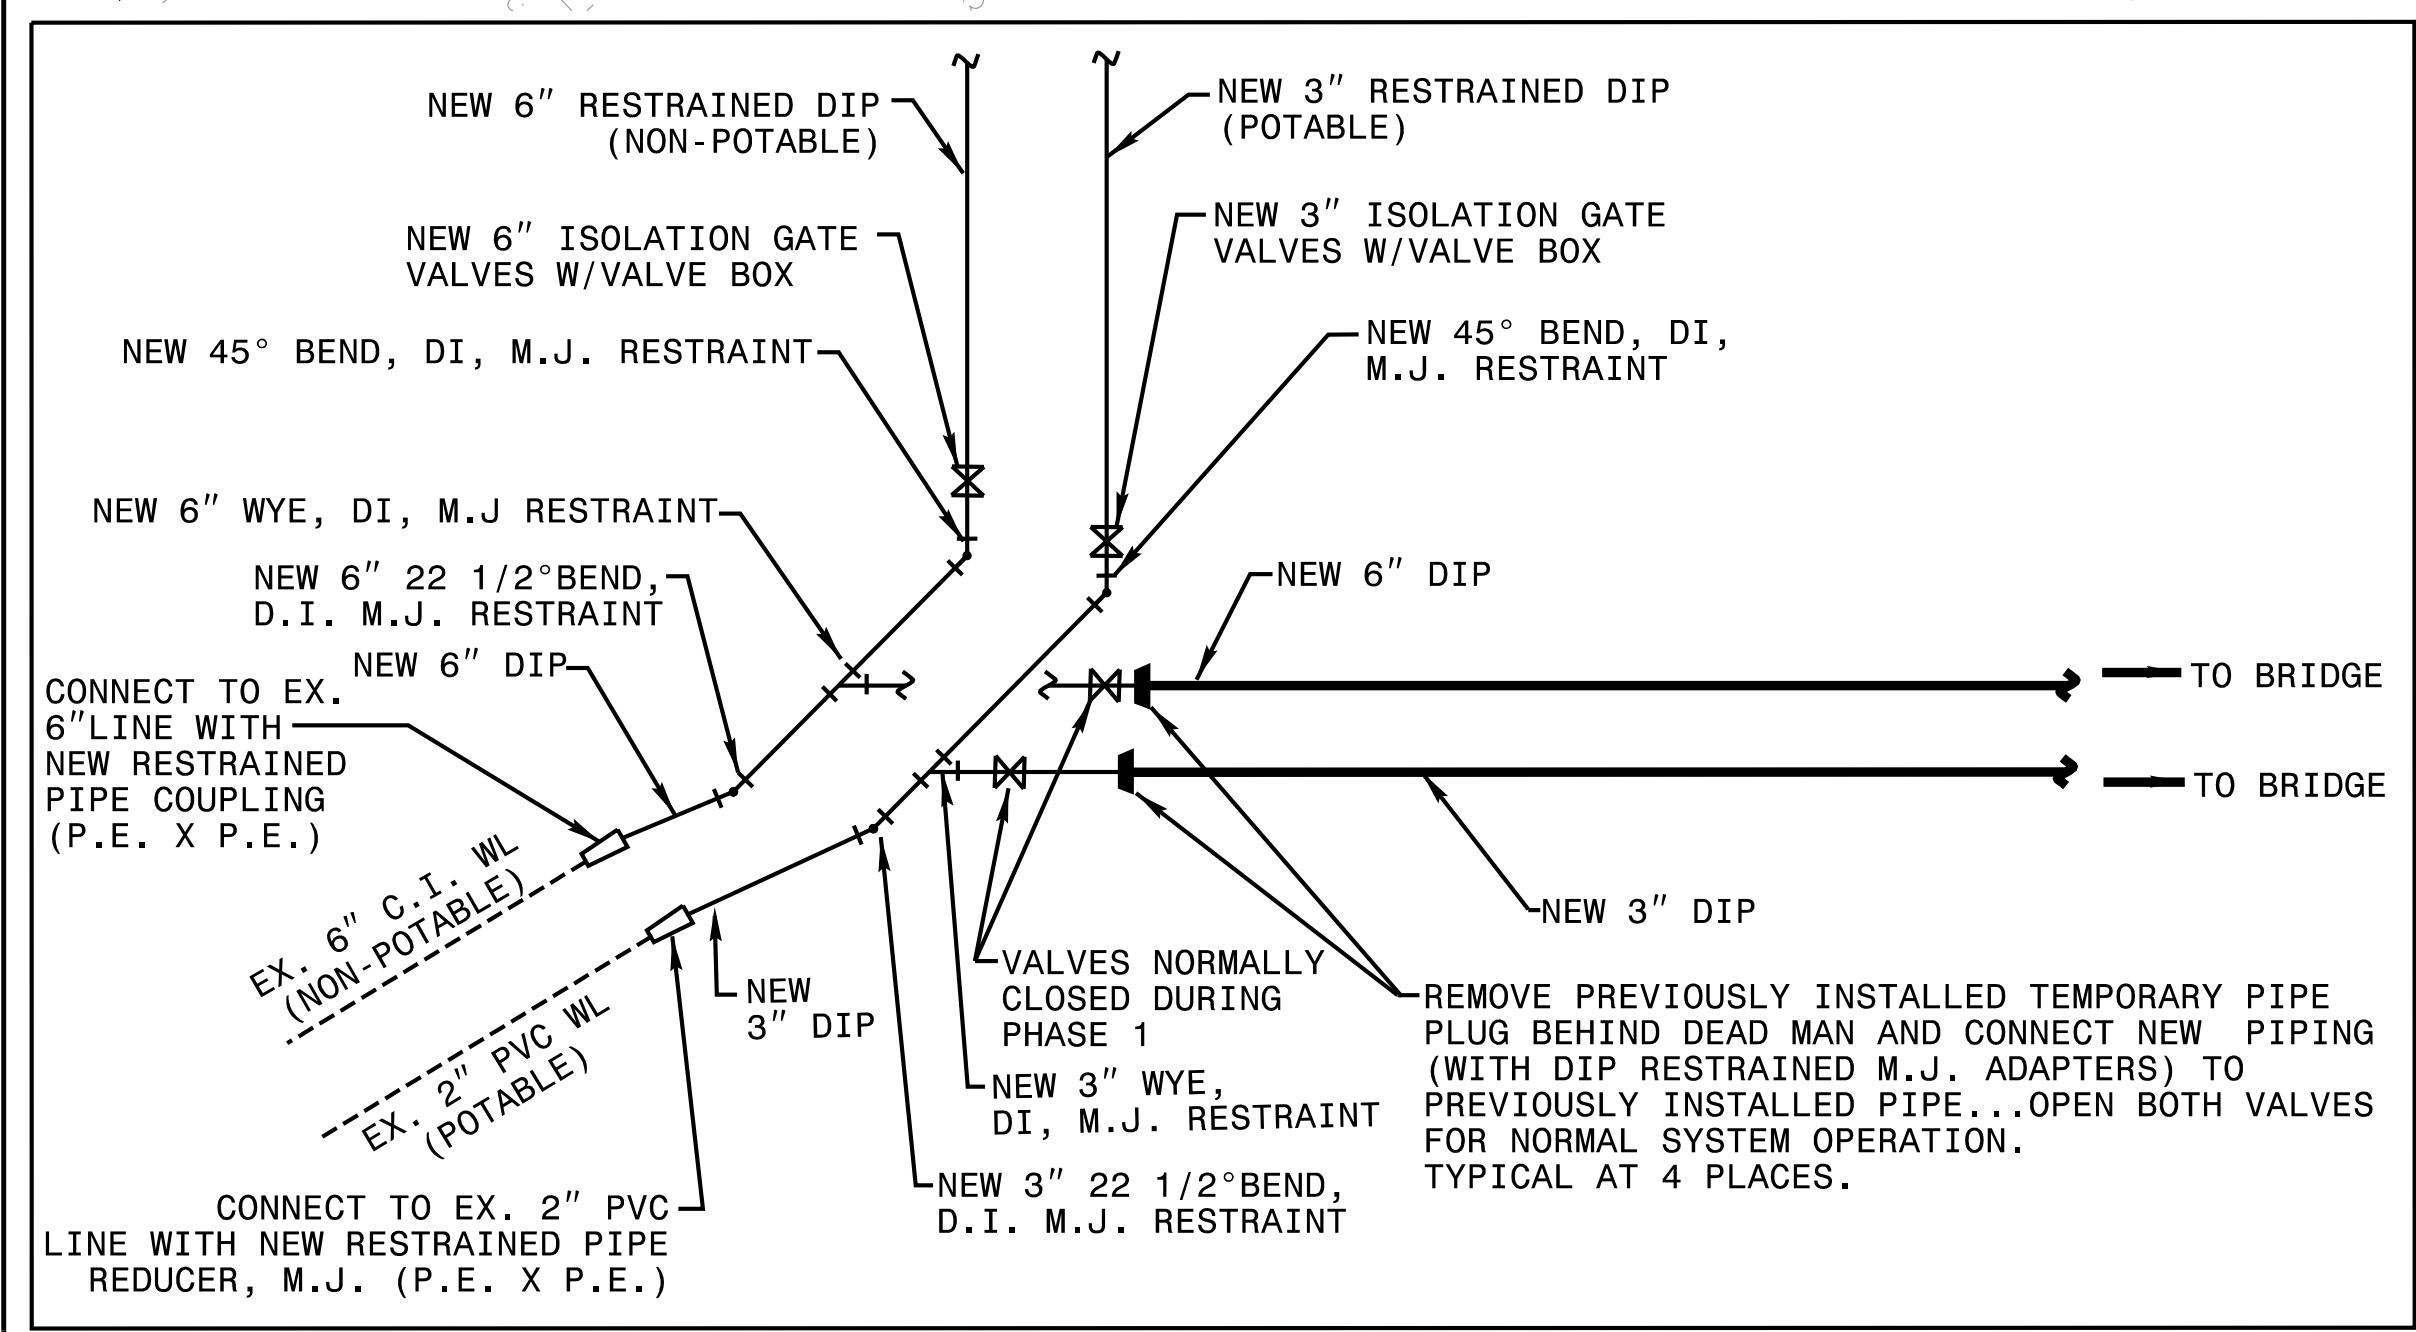 NEW 6" RESTRAINED DIP
(NON-POTABLE)
NEW 3" RESTRAINED DIP
(POTABLE)
NEW 6" ISOLATION GATE
VALVES W/VALVE BOX
NEW 3" ISOLATION GATE
VALVES W/VALVE BOX
NEW 45° BEND, DI, M.J. RESTRAINT
NEW 45° BEND, DI,
M.J. RESTRAINT
NEW 6" WYE, DI, M.J RESTRAINT
NEW 6" 22 1/2°BEND,
D.I. M.J. RESTRAINT
NEW 6" DIP
NEW 6" DIP
CONNECT TO EX.
6"LINE WITH
NEW RESTRAINED
PIPE COUPLING
(P.E. X P.E.)
TO BRIDGE
TO BRIDGE
EX. 6" C.I. WL
(NON-POTABLE)
EX. 2" PVC WL
(POTABLE)
NEW
3" DIP
NEW 3" DIP
VALVES NORMALLY
CLOSED DURING
PHASE 1
NEW 3" WYE,
DI, M.J. RESTRAINT
NEW 3" 22 1/2°BEND,
D.I. M.J. RESTRAINT
REMOVE PREVIOUSLY INSTALLED TEMPORARY PIPE
PLUG BEHIND DEAD MAN AND CONNECT NEW PIPING
(WITH DIP RESTRAINED M.J. ADAPTERS) TO
PREVIOUSLY INSTALLED PIPE...OPEN BOTH VALVES
FOR NORMAL SYSTEM OPERATION.
TYPICAL AT 4 PLACES.
CONNECT TO EX. 2" PVC
LINE WITH NEW RESTRAINED PIPE
REDUCER, M.J. (P.E. X P.E.)